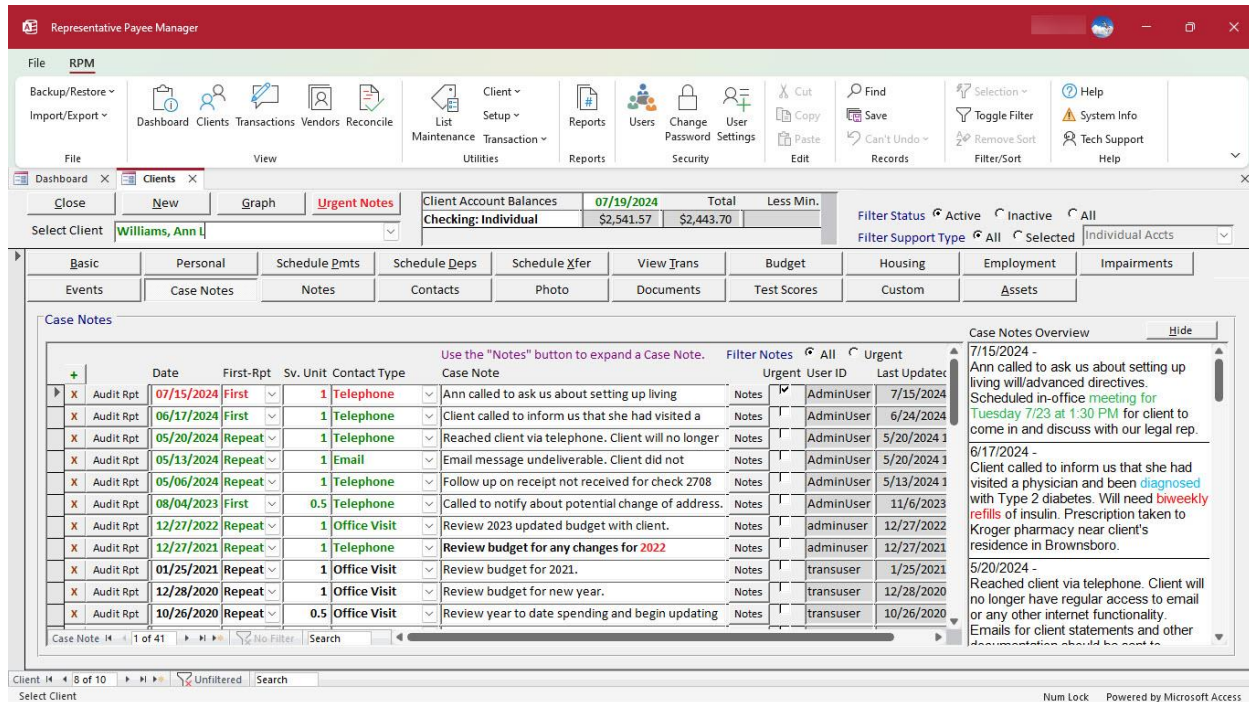 Representative Payee Manager
File RPM
Backup/Restore
Import/Export
Dashboard Clients Transactions Vendors Reconcile
List Maintenance
Client
Setup
Transaction
Reports
Users Change Password User Settings
Cut
Copy
Paste
Find
Save
Can't Undo
Selection
Toggle Filter
Remove Sort
Help
System Info
Tech Support
File View Utilities Reports Security Edit Records Filter/Sort Help
Dashboard X Clients X
Close New Graph Urgent Notes
Client Account Balances 07/19/2024 Total Less Min.
Checking: Individual $2,541.57 $2,443.70
Select Client Williams, Ann L
Filter Status Active Inactive All
Filter Support Type All Selected Individual Accts
Basic Personal Schedule Pmts Schedule Deps Schedule Xfer View Trans Budget Housing Employment Impairments
Events Case Notes Notes Contacts Photo Documents Test Scores Custom Assets
Case Notes
Use the "Notes" button to expand a Case Note. Filter Notes All Urgent
+ Date First-Rpt Sv. Unit Contact Type Case Note Urgent User ID Last Updated
X Audit Rpt 07/15/2024 First 1 Telephone Ann called to ask us about setting up living Notes AdminUser 7/15/2024
X Audit Rpt 06/17/2024 First 1 Telephone Client called to inform us that she had visited a Notes AdminUser 6/24/2024
X Audit Rpt 05/20/2024 Repeat 1 Telephone Reached client via telephone. Client will no longer Notes AdminUser 5/20/2024 1
X Audit Rpt 05/13/2024 Repeat 1 Email Email message undeliverable. Client did not Notes AdminUser 5/20/2024 1
X Audit Rpt 05/06/2024 Repeat 1 Telephone Follow up on receipt not received for check 2708 Notes AdminUser 5/13/2024 1
X Audit Rpt 08/04/2023 First 0.5 Telephone Called to notify about potential change of address. Notes AdminUser 11/6/2023
X Audit Rpt 12/27/2022 Repeat 1 Office Visit Review 2023 updated budget with client. Notes adminuser 12/27/2022
X Audit Rpt 12/27/2021 Repeat 1 Telephone Review budget for any changes for 2022 Notes adminuser 12/27/2021
X Audit Rpt 01/25/2021 Repeat 1 Office Visit Review budget for 2021. Notes transuser 1/25/2021
X Audit Rpt 12/28/2020 Repeat 1 Office Visit Review budget for new year. Notes transuser 12/28/2020
X Audit Rpt 10/26/2020 Repeat 0.5 Office Visit Review year to date spending and begin updating Notes transuser 10/26/2020
Case Note 1 of 41 No Filter Search
Case Notes Overview Hide
7/15/2024 -
Ann called to ask us about setting up
living will/advanced directives.
Scheduled in-office meeting for
Tuesday 7/23 at 1:30 PM for client to
come in and discuss with our legal rep.
6/17/2024 -
Client called to inform us that she had
visited a physician and been diagnosed
with Type 2 diabetes. Will need biweekly
refills of insulin. Prescription taken to
Kroger pharmacy near client's
residence in Brownsboro.
5/20/2024 -
Reached client via telephone. Client will
no longer have regular access to email
or any other internet functionality.
Emails for client statements and other
Client 8 of 10 Unfiltered Search
Select Client Num Lock Powered by Microsoft Access